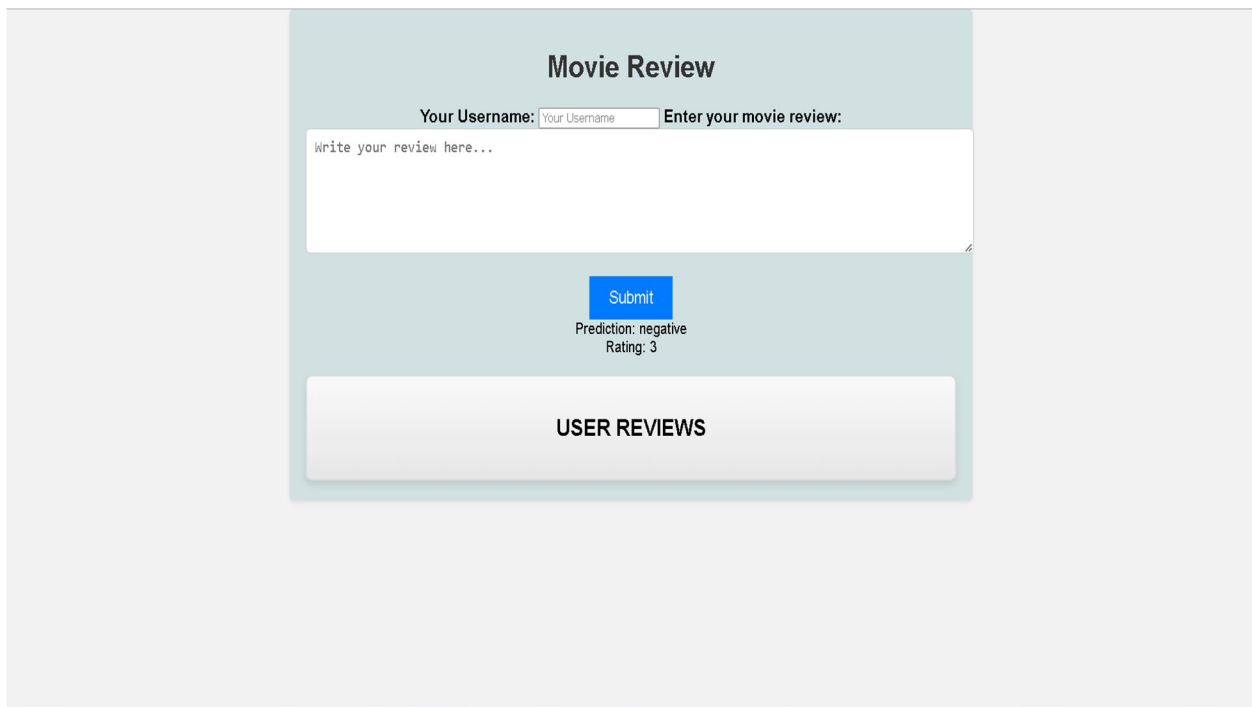 Movie Review
Your Username: Your Username Enter your movie review:
Write your review here...
Submit
Prediction: negative
Rating: 3
USER REVIEWS